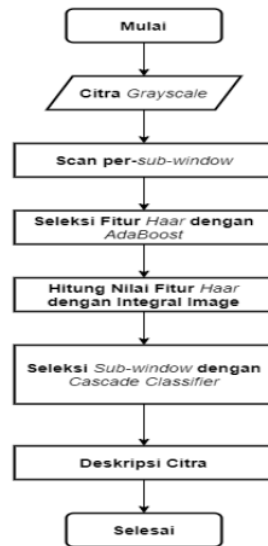 Mulai
Citra Grayscale
Scan per-sub-window
Seleksi Fitur Haar dengan
AdaBoost
Hitung Nilai Fitur Haar
dengan Integral Image
Seleksi Sub-window dengan
Cascade Classifier
Deskripsi Citra
Selesai